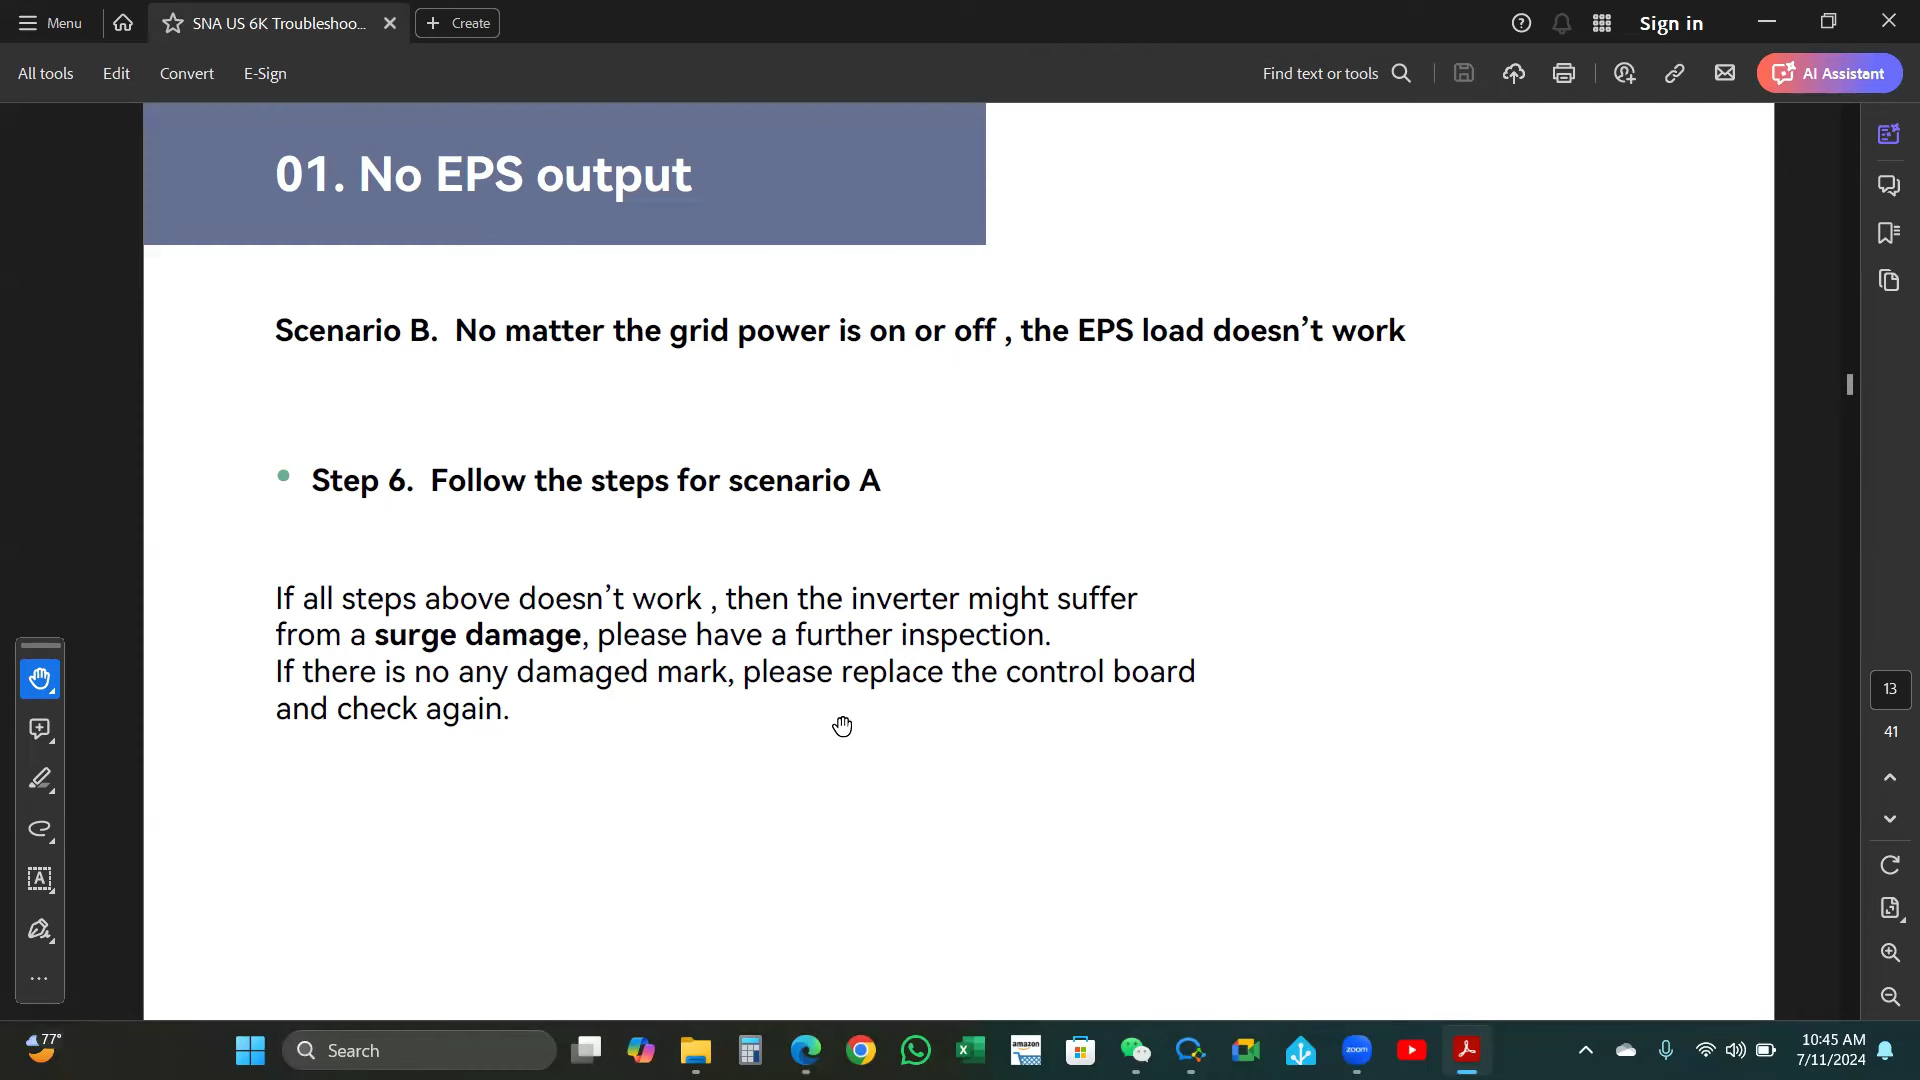 Menu
SNA US 6K Troubleshoo...
Create
Sign in
All tools
Edit
Convert
E-Sign
Find text or tools
AI Assistant
01. No EPS output
Scenario B.  No matter the grid power is on or off , the EPS load doesn’t work
Step 6.  Follow the steps for scenario A
If all steps above doesn’t work , then the inverter might suffer
from a surge damage, please have a further inspection.
If there is no any damaged mark, please replace the control board
and check again.
13
41
77°
Search
amazon
zoom
10:45 AM
7/11/2024